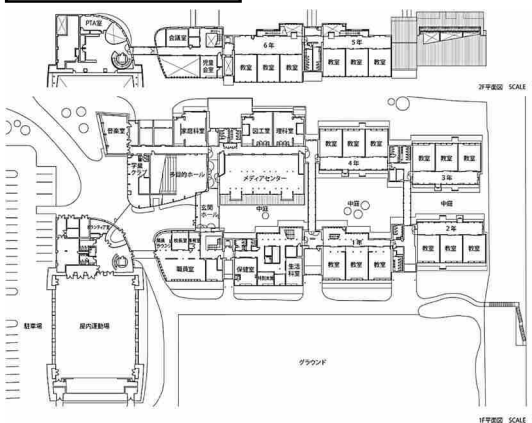 PTA室
会議室
児童
会室
6年
5年
教室 教室 教室
教室 教室 教室
2F平面図 SCALE
音楽室
家庭科室
図工室
理科室
教室 教室 教室
4年
教室 教室 教室
3年
学童
クラブ
多目的ホール
メディアセンター
玄関
ホール
中庭
中庭
中庭
校長室
職員室
保健室
生活
科室
1年
教室 教室 教室
2年
教室 教室 教室
駐車場
屋内運動場
グラウンド
1F平面図 SCALE